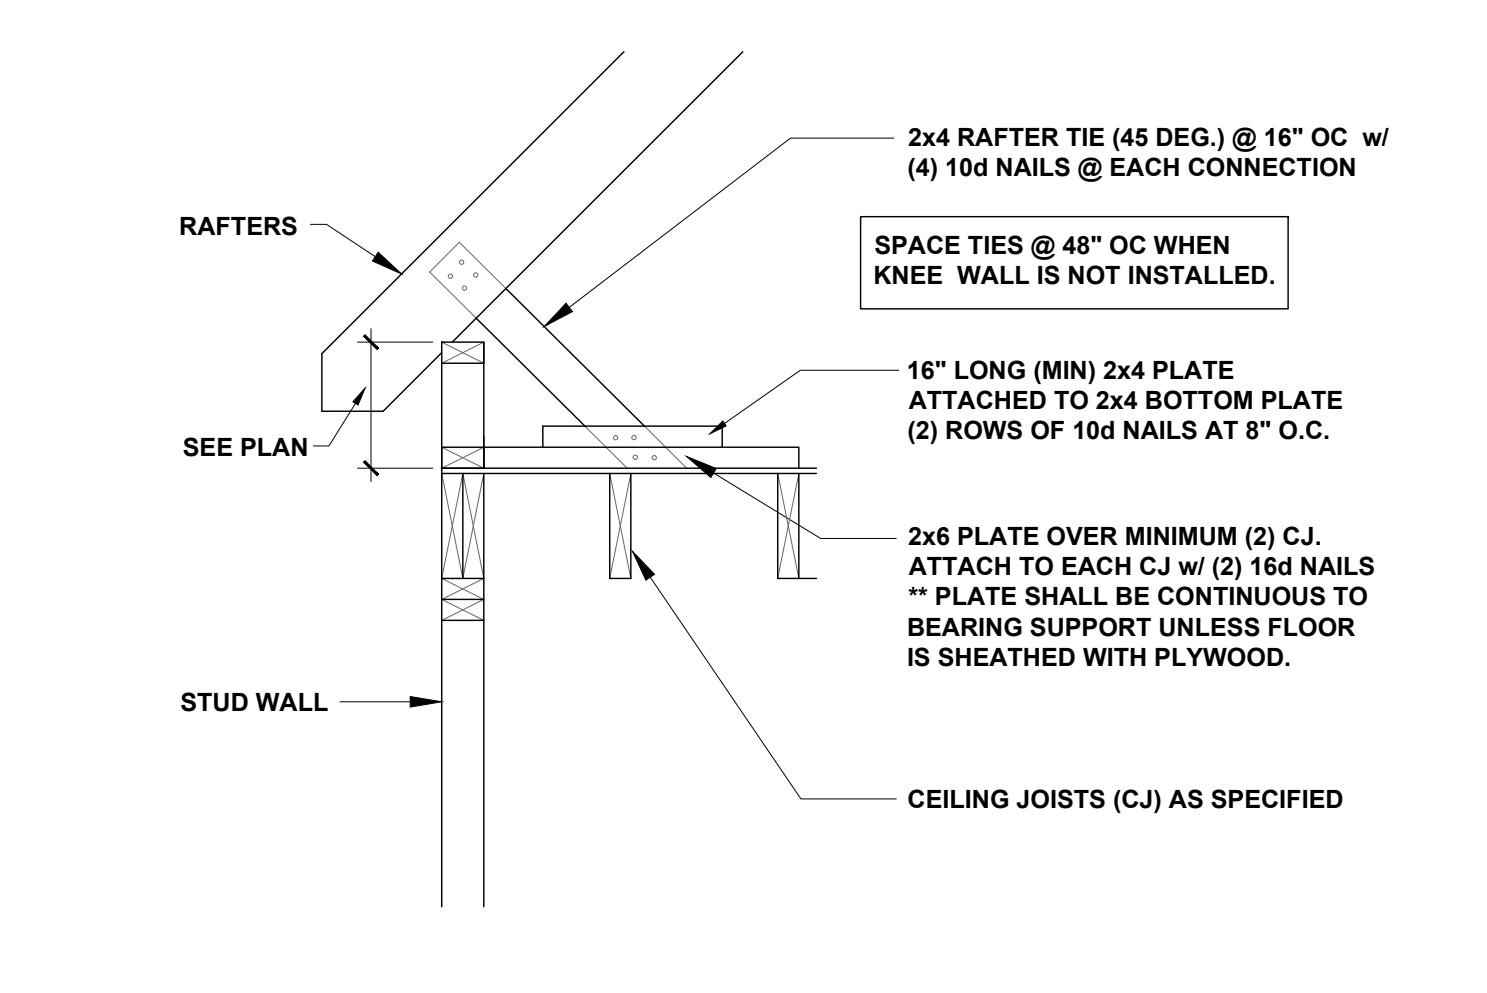 2x4 RAFTER TIE (45 DEG.) @ 16" OC w/
(4) 10d NAILS @ EACH CONNECTION
RAFTERS
SPACE TIES @ 48" OC WHEN
KNEE WALL IS NOT INSTALLED.
16" LONG (MIN) 2x4 PLATE
ATTACHED TO 2x4 BOTTOM PLATE
(2) ROWS OF 10d NAILS AT 8" O.C.
SEE PLAN
2x6 PLATE OVER MINIMUM (2) CJ.
ATTACH TO EACH CJ w/ (2) 16d NAILS
** PLATE SHALL BE CONTINUOUS TO
BEARING SUPPORT UNLESS FLOOR
IS SHEATHED WITH PLYWOOD.
STUD WALL
CEILING JOISTS (CJ) AS SPECIFIED